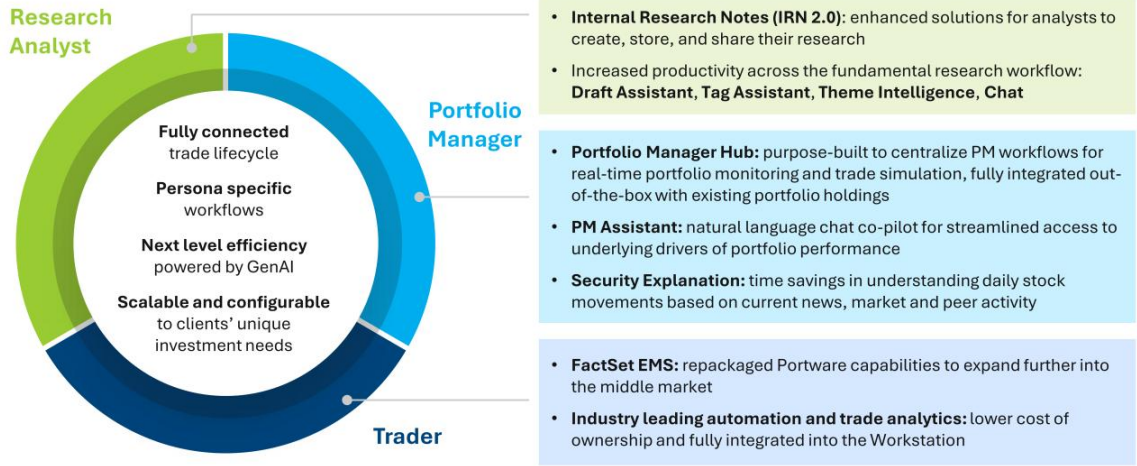 Research
Analyst
Portfolio
Manager
Trader
Fully connected
trade lifecycle
Persona specific
workflows
Next level efficiency
powered by GenAI
Scalable and configurable
to clients’ unique
investment needs
• Internal Research Notes (IRN 2.0): enhanced solutions for analysts to
create, store, and share their research
• Increased productivity across the fundamental research workflow:
Draft Assistant, Tag Assistant, Theme Intelligence, Chat
• Portfolio Manager Hub: purpose-built to centralize PM workflows for
real-time portfolio monitoring and trade simulation, fully integrated out-
of-the-box with existing portfolio holdings
• PM Assistant: natural language chat co-pilot for streamlined access to
underlying drivers of portfolio performance
• Security Explanation: time savings in understanding daily stock
movements based on current news, market and peer activity
• FactSet EMS: repackaged Portware capabilities to expand further into
the middle market
• Industry leading automation and trade analytics: lower cost of
ownership and fully integrated into the Workstation